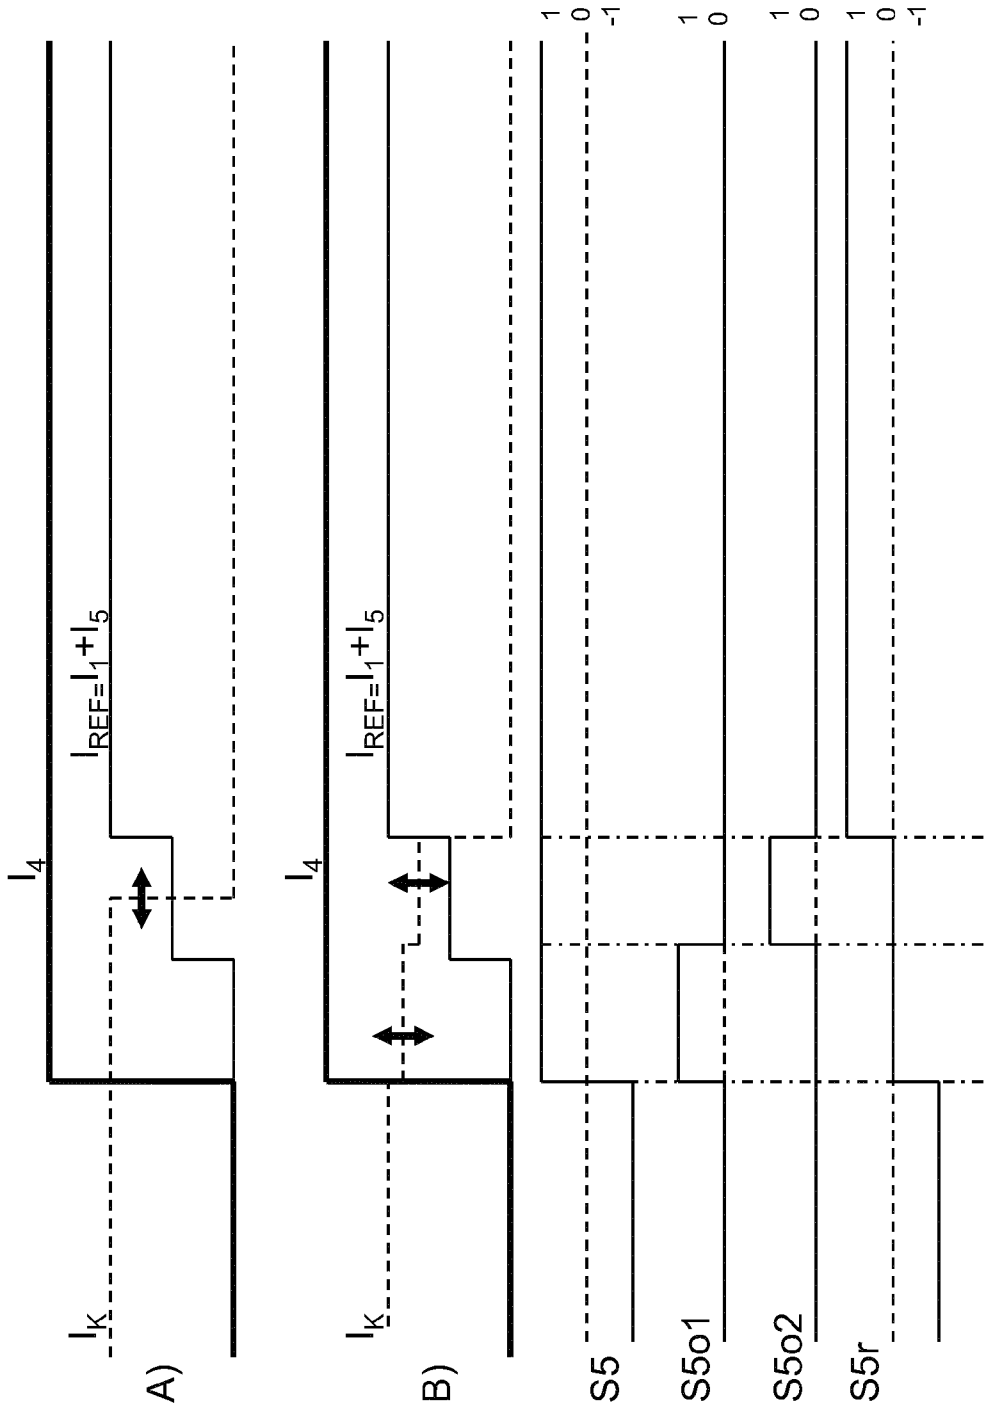 A)
I_K
I_4
I_REF=I_1+I_5
B)
I_K
I_4
I_REF=I_1+I_5
S5
1
0
-1
S5o1
1
0
S5o2
1
0
S5r
1
0
-1